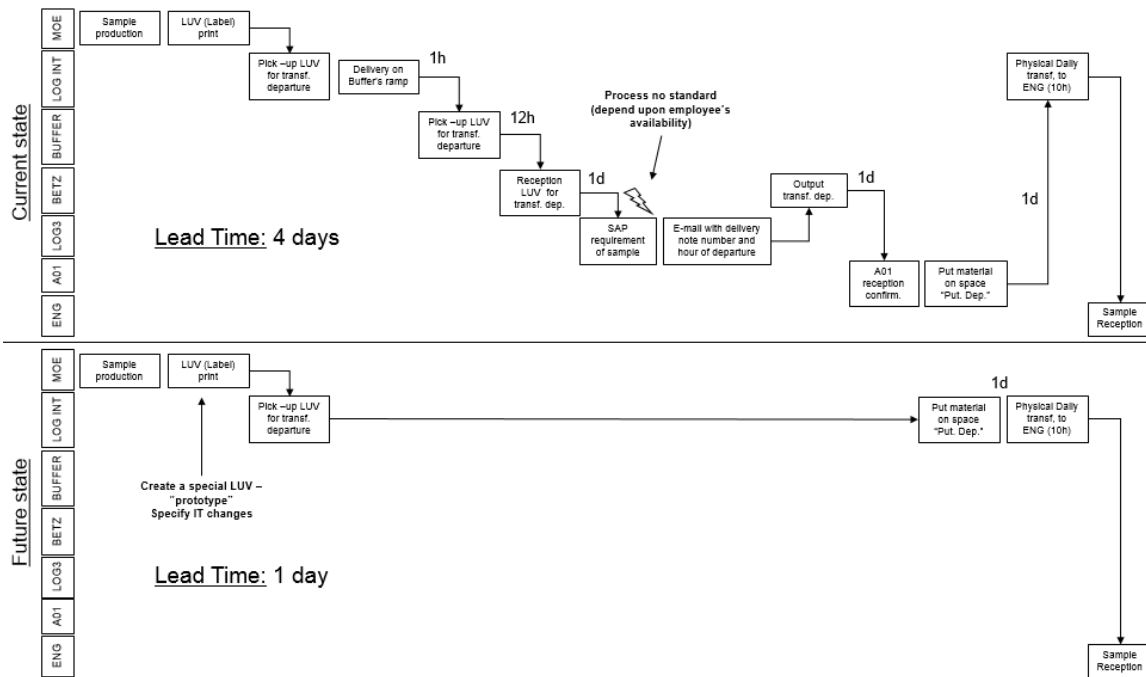 Current state
MOE
LOG INT
BUFFER
BETZ
LOG3
A01
ENG
Sample
production
LUV (Label)
print
Pick –up LUV
for transf.
departure
Delivery on
Buffer's ramp
1h
Pick –up LUV
for transf.
departure
12h
Reception
LUV for
transf. dep.
1d
Process no standard
(depend upon employee's
availability)
SAP
requirement
of sample
E-mail with delivery
note number and
hour of departure
Output
transf. dep.
1d
A01
reception
confirm.
Put material
on space
"Put. Dep."
1d
Physical Daily
transf, to
ENG (10h)
Sample
Reception
Lead Time: 4 days
Future state
MOE
LOG INT
BUFFER
BETZ
LOG3
A01
ENG
Sample
production
LUV (Label)
print
Pick –up LUV
for transf.
departure
Create a special LUV –
"prototype"
Specify IT changes
Put material
on space
"Put. Dep."
1d
Physical Daily
transf, to
ENG (10h)
Sample
Reception
Lead Time: 1 day